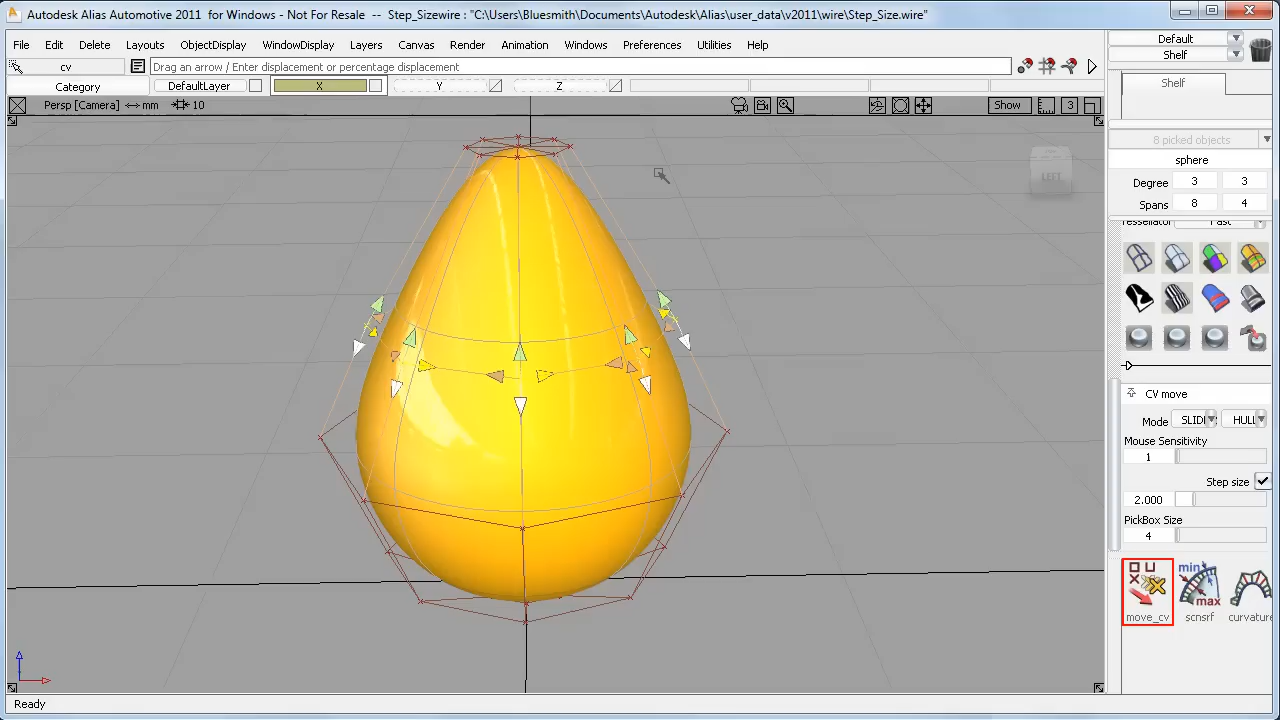 Autodesk Alias Automotive 2011 for Windows - Not For Resale -- Step_Sizewire : "C:\Users\Bluesmith\Documents\Autodesk\Alias\user_data\v2011\wire\Step_Size.wire"
File Edit Delete Layouts ObjectDisplay WindowDisplay Layers Canvas Render Animation Windows Preferences Utilities Help
Default
Shelf
cv
Drag an arrow / Enter displacement or percentage displacement
Category
DefaultLayer
X
Y
Z
Shelf
Persp [Camera] mm 10
Show
3
8 picked objects
sphere
LEFT
Degree 3 3
Spans 8 4
Tessellator Fast
CV move
Mode SLID HULL
Mouse Sensitivity
1
Step size
2.000
PickBox Size
4
min
max
move_cv scnsrf curvature
Ready